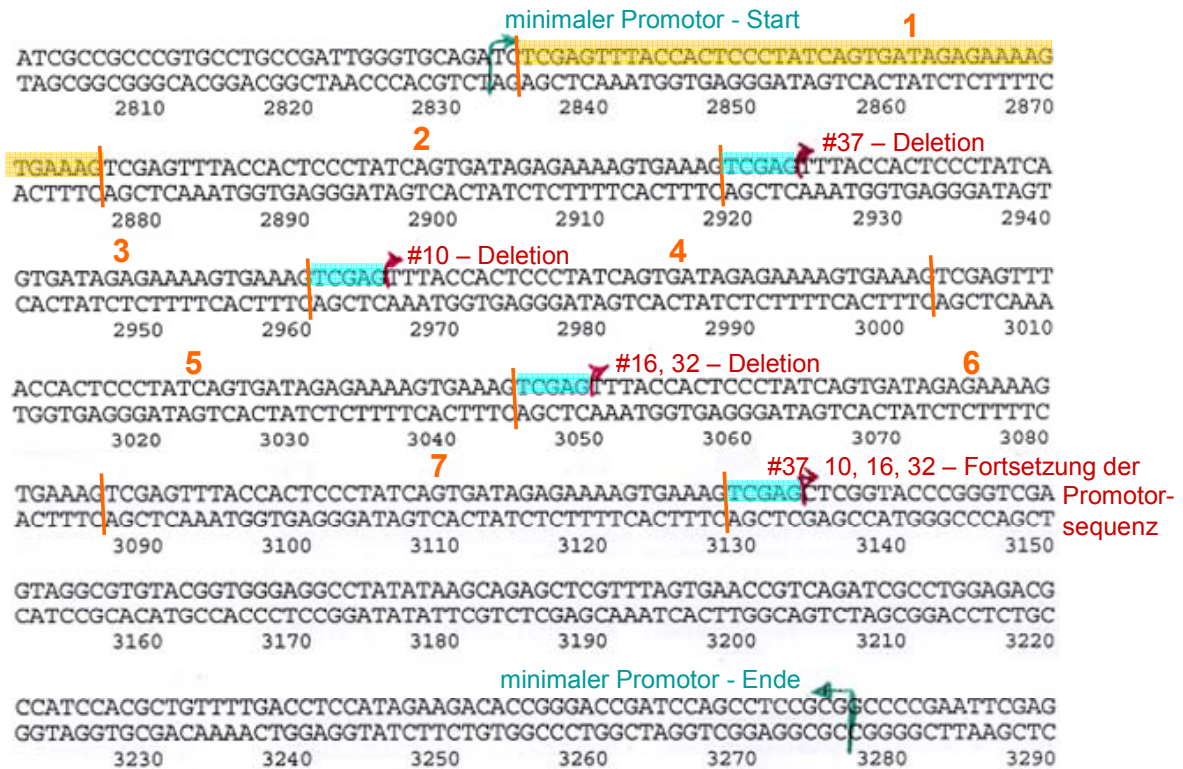 minimaler Promotor - Start
1
ATCGCCGCCCGTGCCTGCCGATTGGGTGCAGATCTCGAGTTTACCACTCCCTATCAGTGATAGAGAAAAG
TAGCGGCGGGCACGGACGGCTAACCCACGTCTAGAGCTCAAATGGTGAGGGATAGTCACTATCTCTTTTC
2810 2820 2830 2840 2850 2860 2870
2
#37 – Deletion
TGAAAGTCGAGTTTACCACTCCCTATCAGTGATAGAGAAAAGTGAAAGTCGAGTTTACCACTCCCTATCA
ACTTTCAGCTCAAATGGTGAGGGATAGTCACTATCTCTTTTCACTTTCAGCTCAAATGGTGAGGGATAGT
2880 2890 2900 2910 2920 2930 2940
3
#10 – Deletion
4
GTGATAGAGAAAAGTGAAAGTCGAGTTTACCACTCCCTATCAGTGATAGAGAAAAGTGAAAGTCGAGTTT
CACTATCTCTTTTCACTTTCAGCTCAAATGGTGAGGGATAGTCACTATCTCTTTTCACTTTCAGCTCAAA
2950 2960 2970 2980 2990 3000 3010
5
#16, 32 – Deletion
6
ACCACTCCCTATCAGTGATAGAGAAAAGTGAAAGTCGAGTTTACCACTCCCTATCAGTGATAGAGAAAAG
TGGTGAGGGATAGTCACTATCTCTTTTCACTTTCAGCTCAAATGGTGAGGGATAGTCACTATCTCTTTTC
3020 3030 3040 3050 3060 3070 3080
7
#37, 10, 16, 32 – Fortsetzung der
Promotor-
sequenz
TGAAAGTCGAGTTTACCACTCCCTATCAGTGATAGAGAAAAGTGAAAGTCGAGCTCGGTACCCGGGTCGA
ACTTTCAGCTCAAATGGTGAGGGATAGTCACTATCTCTTTTCACTTTCAGCTCGAGCCATGGGCCCAGCT
3090 3100 3110 3120 3130 3140 3150
GTAGGCGTGTACGGTGGGAGGCCTATATAAGCAGAGCTCGTTTAGTGAACCGTCAGATCGCCTGGAGACG
CATCCGCACATGCCACCCTCCGGATATATTCGTCTCGAGCAAATCACTTGGCAGTCTAGCGGACCTCTGC
3160 3170 3180 3190 3200 3210 3220
minimaler Promotor - Ende
CCATCCACGCTGTTTTGACCTCCATAGAAGACACCGGGACCGATCCAGCCTCCGCGGCCCCGAATTCGAG
GGTAGGTGCGACAAAACTGGAGGTATCTTCTGTGGCCCTGGCTAGGTCGGAGGCGCCGGGGCTTAAGCTC
3230 3240 3250 3260 3270 3280 3290